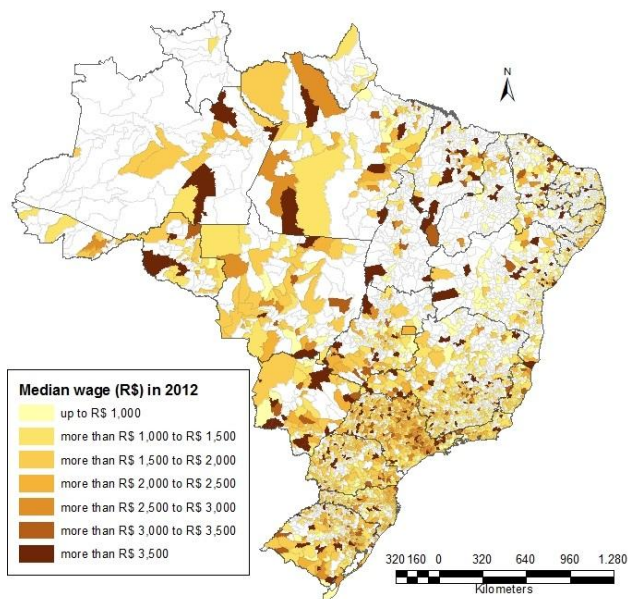 N
Median wage (R$) in 2012
up to R$ 1,000
more than R$ 1,000 to R$ 1,500
more than R$ 1,500 to R$ 2,000
more than R$ 2,000 to R$ 2,500
more than R$ 2,500 to R$ 3,000
more than R$ 3,000 to R$ 3,500
more than R$ 3,500
320 160 0 320 640 960 1.280
Kilometers